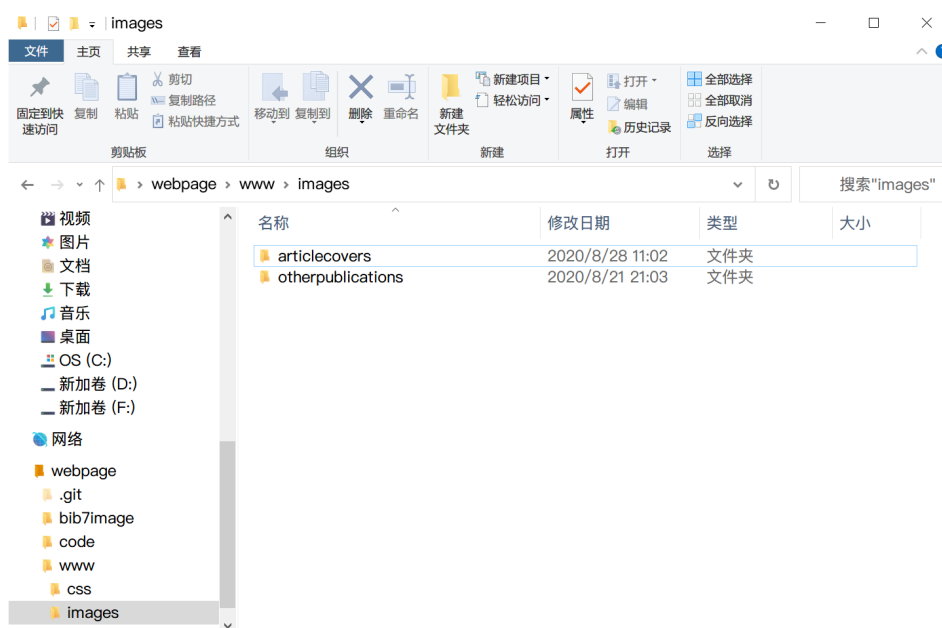 images
文件 主页 共享 查看
固定到快速访问
复制
粘贴
剪切
复制路径
粘贴快捷方式
剪贴板
移动到
复制到
删除
重命名
组织
新建
文件夹
新建项目
轻松访问
新建
属性
打开
编辑
历史记录
打开
全部选择
全部取消
反向选择
选择
webpage › www › images
搜索"images"
名称 修改日期 类型 大小
articlecovers 2020/8/28 11:02 文件夹
otherpublications 2020/8/21 21:03 文件夹
视频
图片
文档
下载
音乐
桌面
OS (C:)
新加卷 (D:)
新加卷 (F:)
网络
webpage
.git
bib7image
code
www
css
images